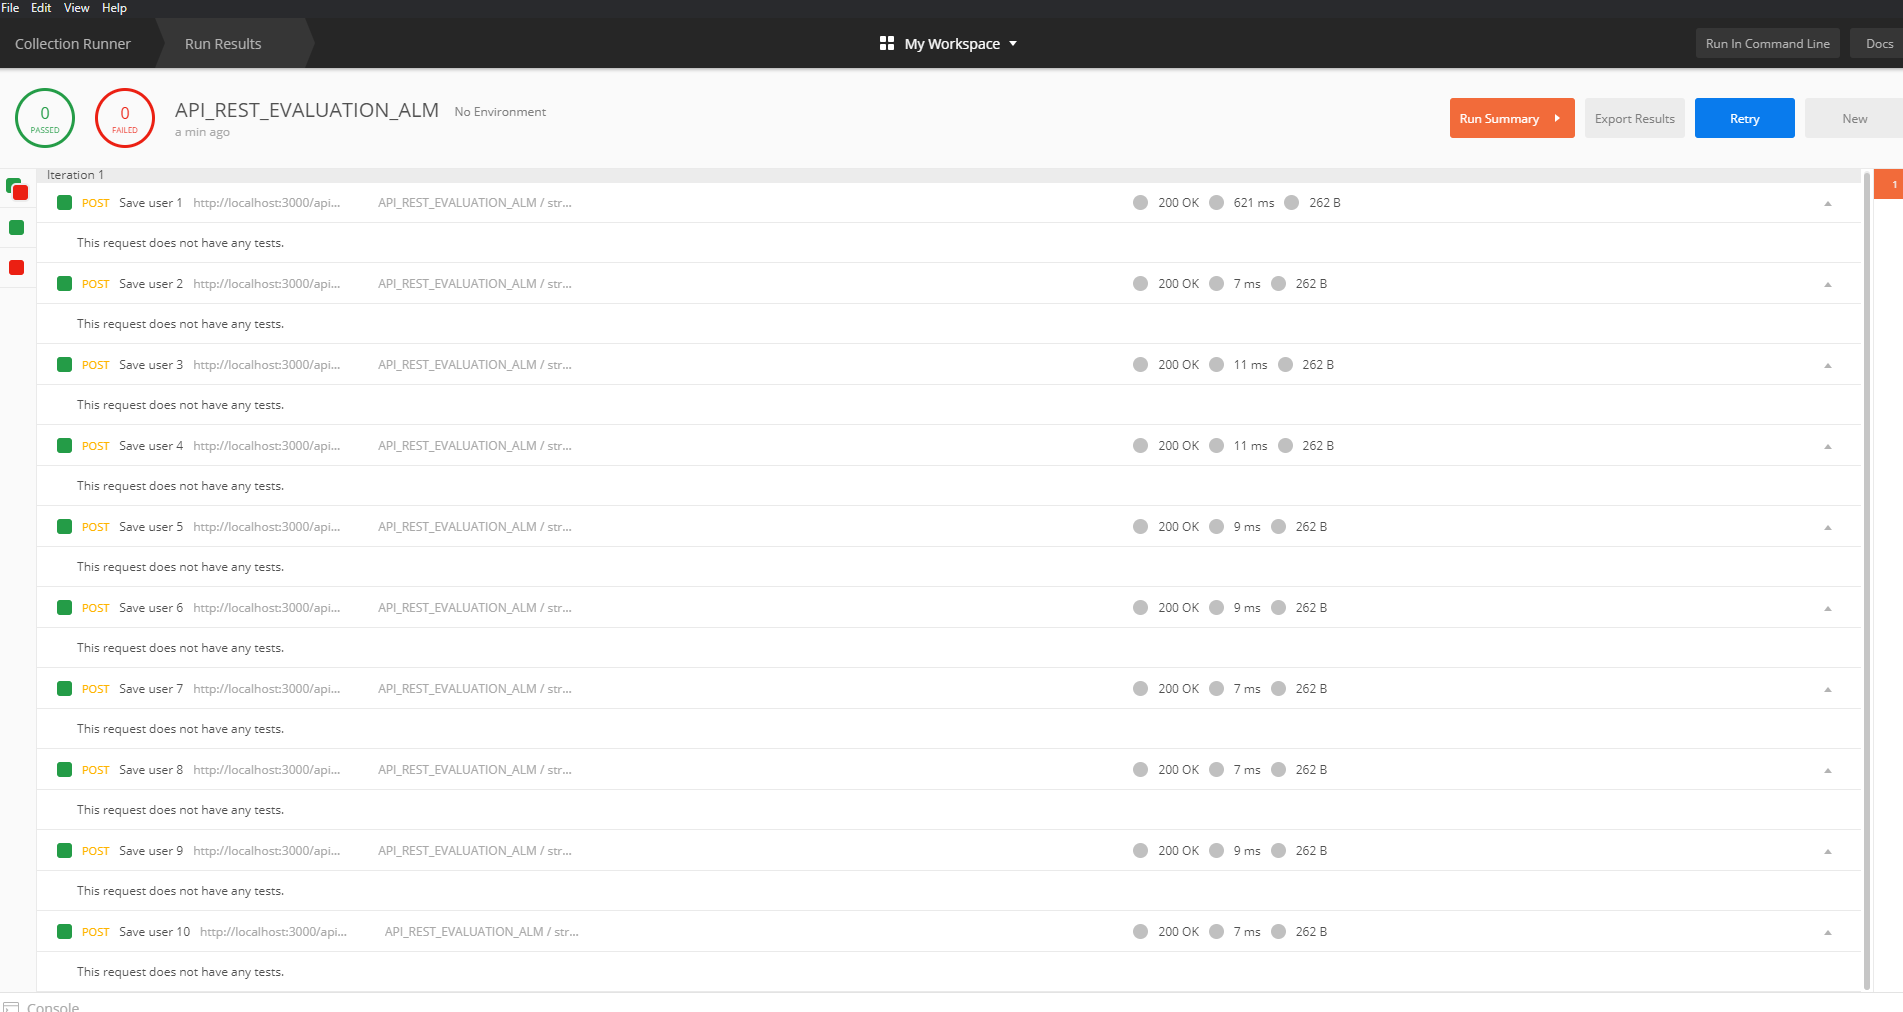 File Edit View Help
Collection Runner Run Results My Workspace Run In Command Line Docs
0 PASSED
0 FAILED
API_REST_EVALUATION_ALM No Environment
a min ago
Run Summary Export Results Retry New
Iteration 1
1
POST Save user 1 http://localhost:3000/api... API_REST_EVALUATION_ALM / str... 200 OK 621 ms 262 B
This request does not have any tests.
POST Save user 2 http://localhost:3000/api... API_REST_EVALUATION_ALM / str... 200 OK 7 ms 262 B
This request does not have any tests.
POST Save user 3 http://localhost:3000/api... API_REST_EVALUATION_ALM / str... 200 OK 11 ms 262 B
This request does not have any tests.
POST Save user 4 http://localhost:3000/api... API_REST_EVALUATION_ALM / str... 200 OK 11 ms 262 B
This request does not have any tests.
POST Save user 5 http://localhost:3000/api... API_REST_EVALUATION_ALM / str... 200 OK 9 ms 262 B
This request does not have any tests.
POST Save user 6 http://localhost:3000/api... API_REST_EVALUATION_ALM / str... 200 OK 9 ms 262 B
This request does not have any tests.
POST Save user 7 http://localhost:3000/api... API_REST_EVALUATION_ALM / str... 200 OK 7 ms 262 B
This request does not have any tests.
POST Save user 8 http://localhost:3000/api... API_REST_EVALUATION_ALM / str... 200 OK 7 ms 262 B
This request does not have any tests.
POST Save user 9 http://localhost:3000/api... API_REST_EVALUATION_ALM / str... 200 OK 9 ms 262 B
This request does not have any tests.
POST Save user 10 http://localhost:3000/api... API_REST_EVALUATION_ALM / str... 200 OK 7 ms 262 B
This request does not have any tests.
Console